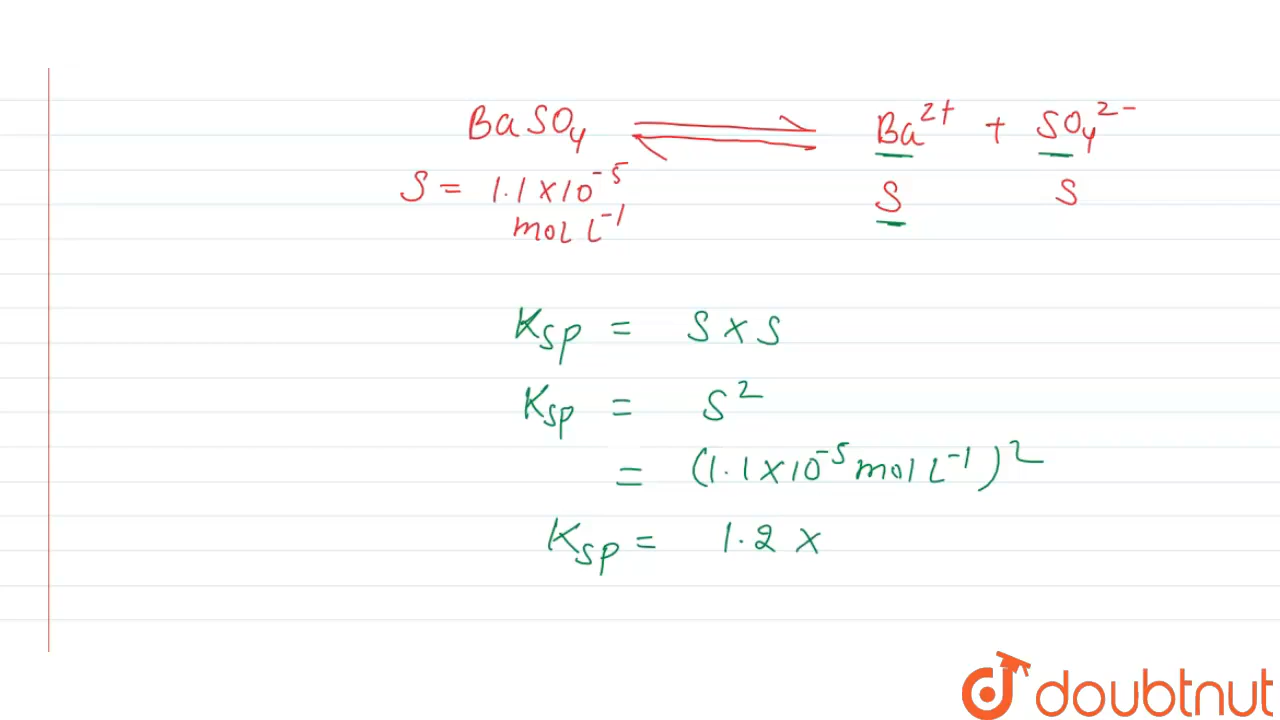 BaSO₄ ⇌ Ba²⁺ + SO₄²⁻
S = 1.1 × 10⁻⁵ S S
mol L⁻¹
Ksp = S × S
Ksp = S²
= (1.1 × 10⁻⁵ mol L⁻¹)²
Ksp = 1.2 ×
doubtnut